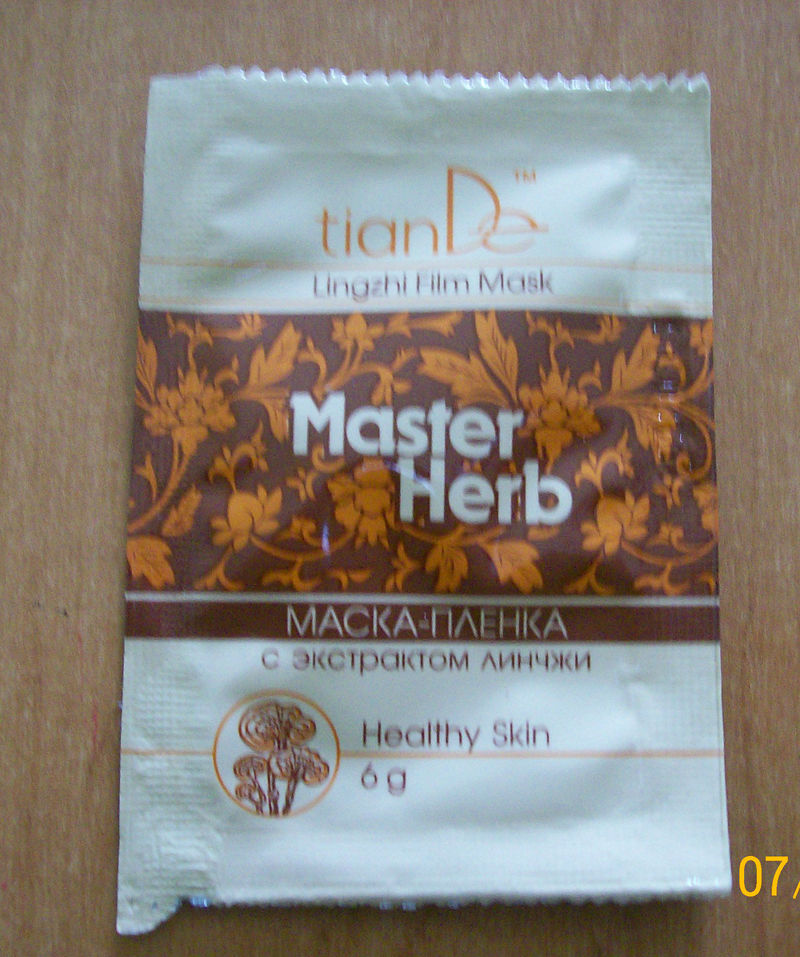 tianDe™
Lingzhi Film Mask
Master
Herb
МАСКА-ПЛЕНКА
с экстрактом линчжи
Healthy Skin
6 g
07/